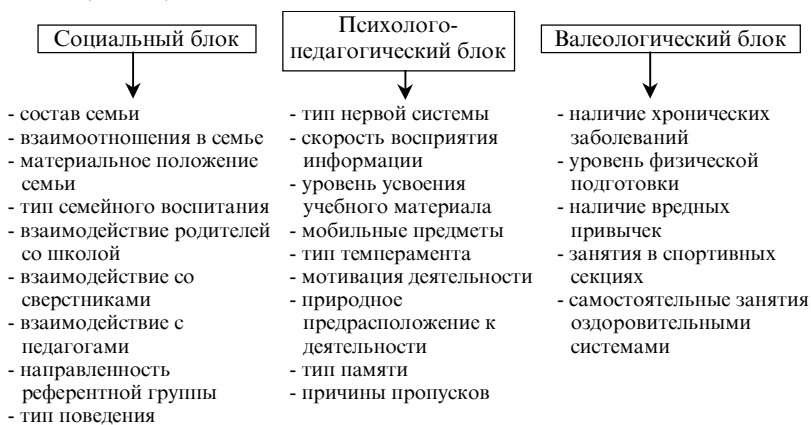 Социальный блок
- состав семьи
- взаимоотношения в семье
- материальное положение
семьи
- тип семейного воспитания
- взаимодействие родителей
со школой
- взаимодействие со
сверстниками
- взаимодействие с
педагогами
- направленность
референтной группы
- тип поведения
Психолого-
педагогический блок
- тип нервной системы
- скорость восприятия
информации
- уровень усвоения
учебного материала
- мобильные предметы
- тип темперамента
- мотивация деятельности
- природное
предрасположение к
деятельности
- тип памяти
- причины пропусков
Валеологический блок
- наличие хронических
заболеваний
- уровень физической
подготовки
- наличие вредных
привычек
- занятия в спортивных
секциях
- самостоятельные занятия
оздоровительными
системами